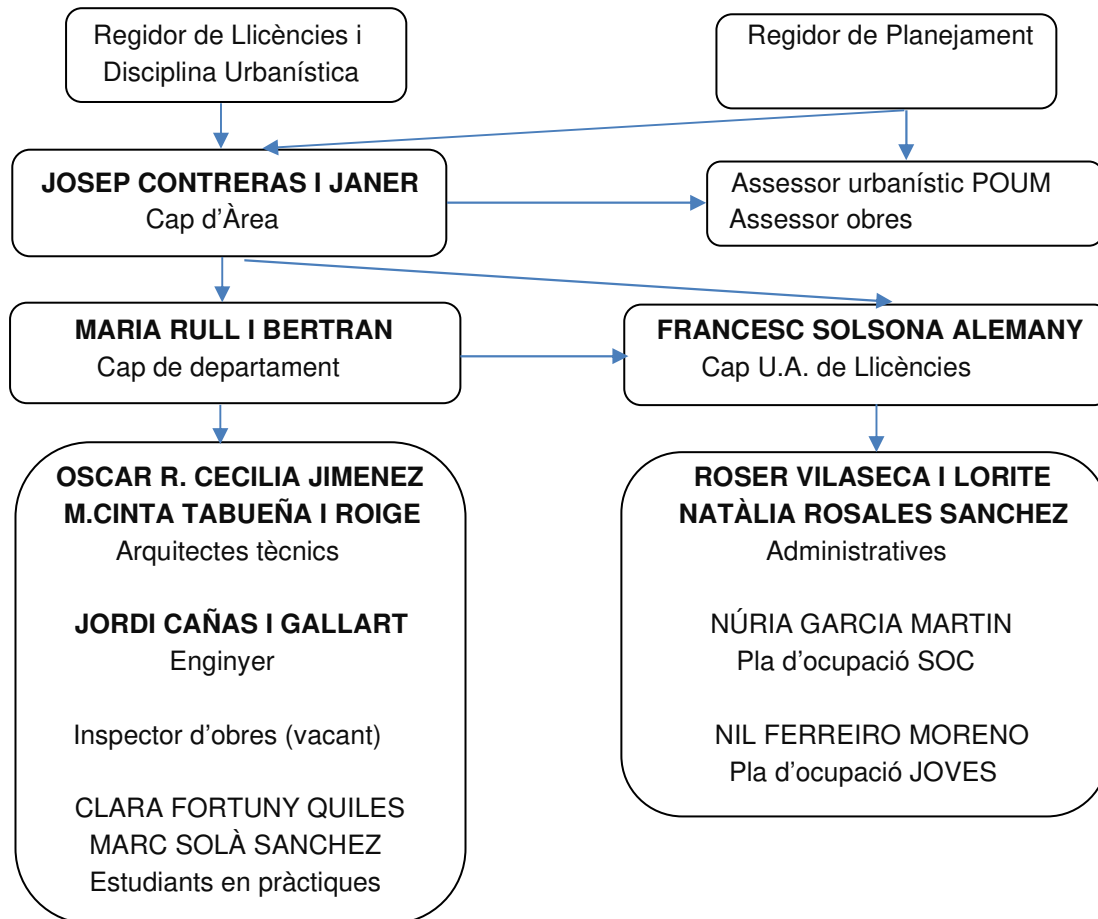 Regidor de Llicències i
Disciplina Urbanística
Regidor de Planejament
JOSEP CONTRERAS I JANER
Cap d'Àrea
Assessor urbanístic POUM
Assessor obres
MARIA RULL I BERTRAN
Cap de departament
FRANCESC SOLSONA ALEMANY
Cap U.A. de Llicències
OSCAR R. CECILIA JIMENEZ
M.CINTA TABUEÑA I ROIGE
Arquitectes tècnics
JORDI CAÑAS I GALLART
Enginyer
Inspector d'obres (vacant)
CLARA FORTUNY QUILES
MARC SOLÀ SANCHEZ
Estudiants en pràctiques
ROSER VILASECA I LORITE
NATÀLIA ROSALES SANCHEZ
Administratives
NÚRIA GARCIA MARTIN
Pla d'ocupació SOC
NIL FERREIRO MORENO
Pla d'ocupació JOVES